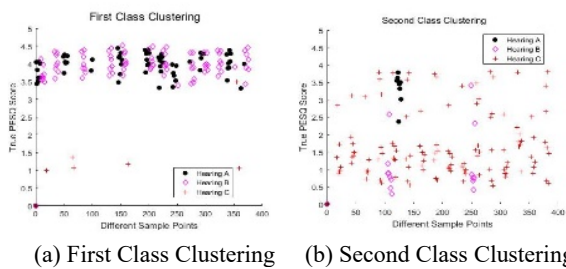 First Class Clustering
True PESQ Score
5
4.5
4
3.5
3
2.5
2
1.5
1
0.5
0
Hearing A
Hearing B
Hearing C
0 50 100 150 200 250 300 350 400
Different Sample Points
Second Class Clustering
True PESQ Score
5
4.5
4
3.5
3
2.5
2
1.5
1
0.5
0
Hearing A
Hearing B
Hearing C
0 50 100 150 200 250 300 350 400
Different Sample Points
(a) First Class Clustering (b) Second Class Clustering